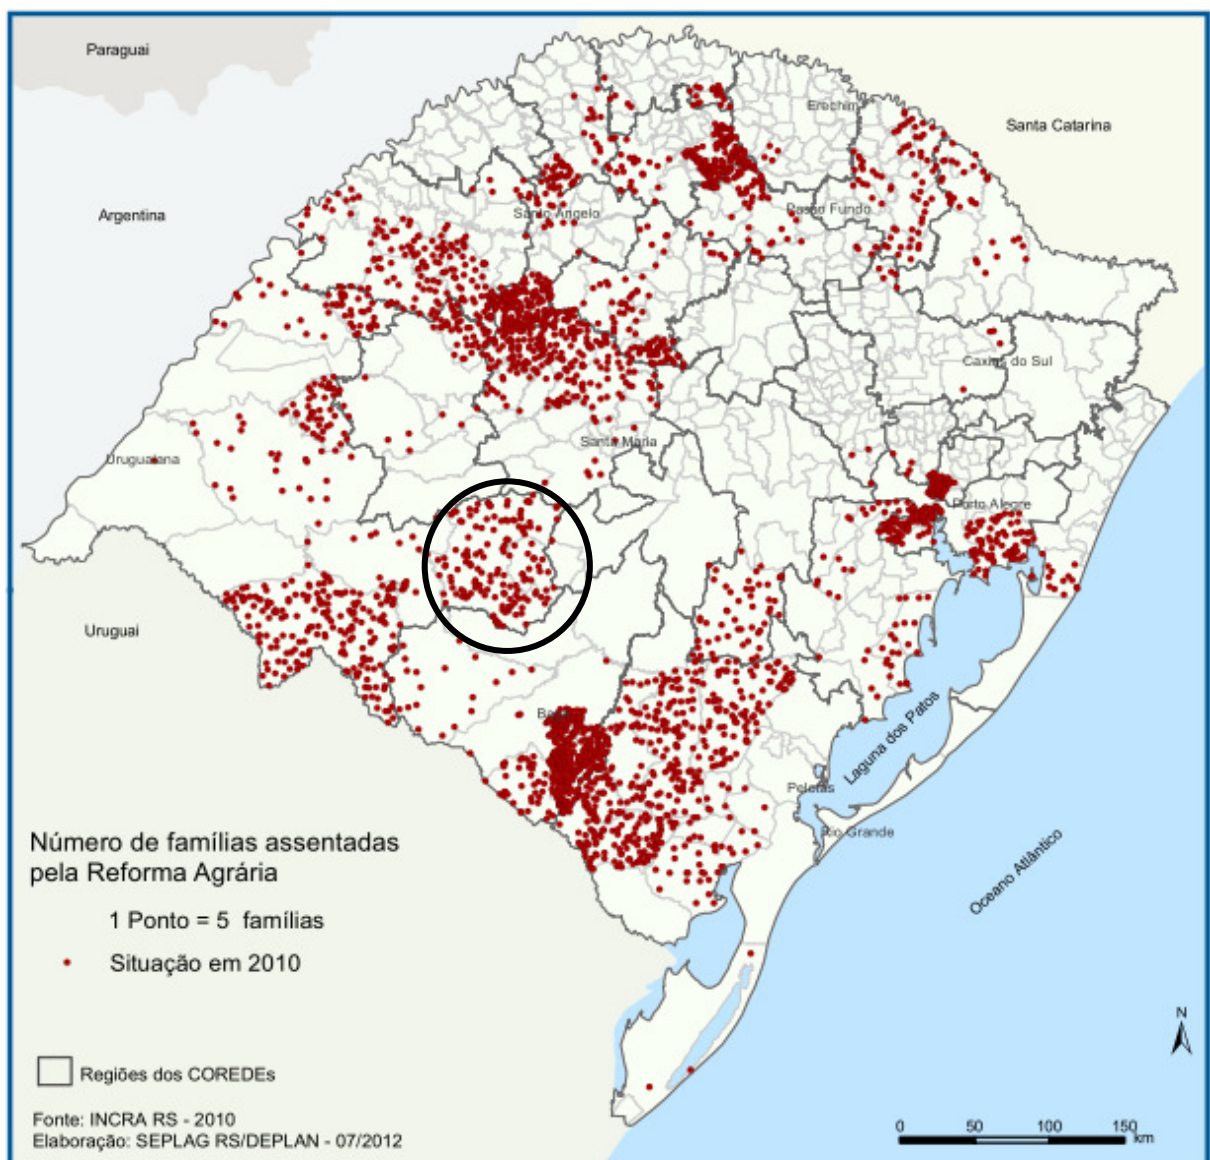 Paraguai
Erechim
Santa Catarina
Argentina
Santo Ângelo
Passo Fundo
Caxias do Sul
Santa Maria
Uruguaiana
Porto Alegre
Uruguai
Laguna dos Patos
Pelotas
Rio Grande
Oceano Atlântico
Número de famílias assentadas
pela Reforma Agrária
1 Ponto = 5 famílias
Situação em 2010
N
Regiões dos COREDEs
Fonte: INCRA RS - 2010
Elaboração: SEPLAG RS/DEPLAN - 07/2012
0 50 100 150
km